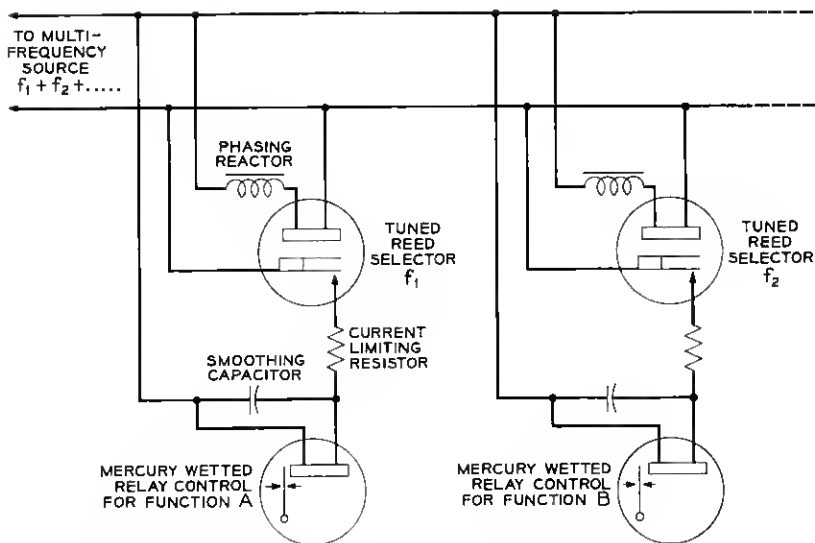 TO MULTI-
FREQUENCY
SOURCE
f1 + f2 + .....
PHASING
REACTOR
TUNED
REED
SELECTOR
f1
CURRENT
LIMITING
RESISTOR
SMOOTHING
CAPACITOR
MERCURY WETTED
RELAY CONTROL
FOR FUNCTION A
TUNED
REED
SELECTOR
f2
MERCURY WETTED
RELAY CONTROL
FOR FUNCTION B